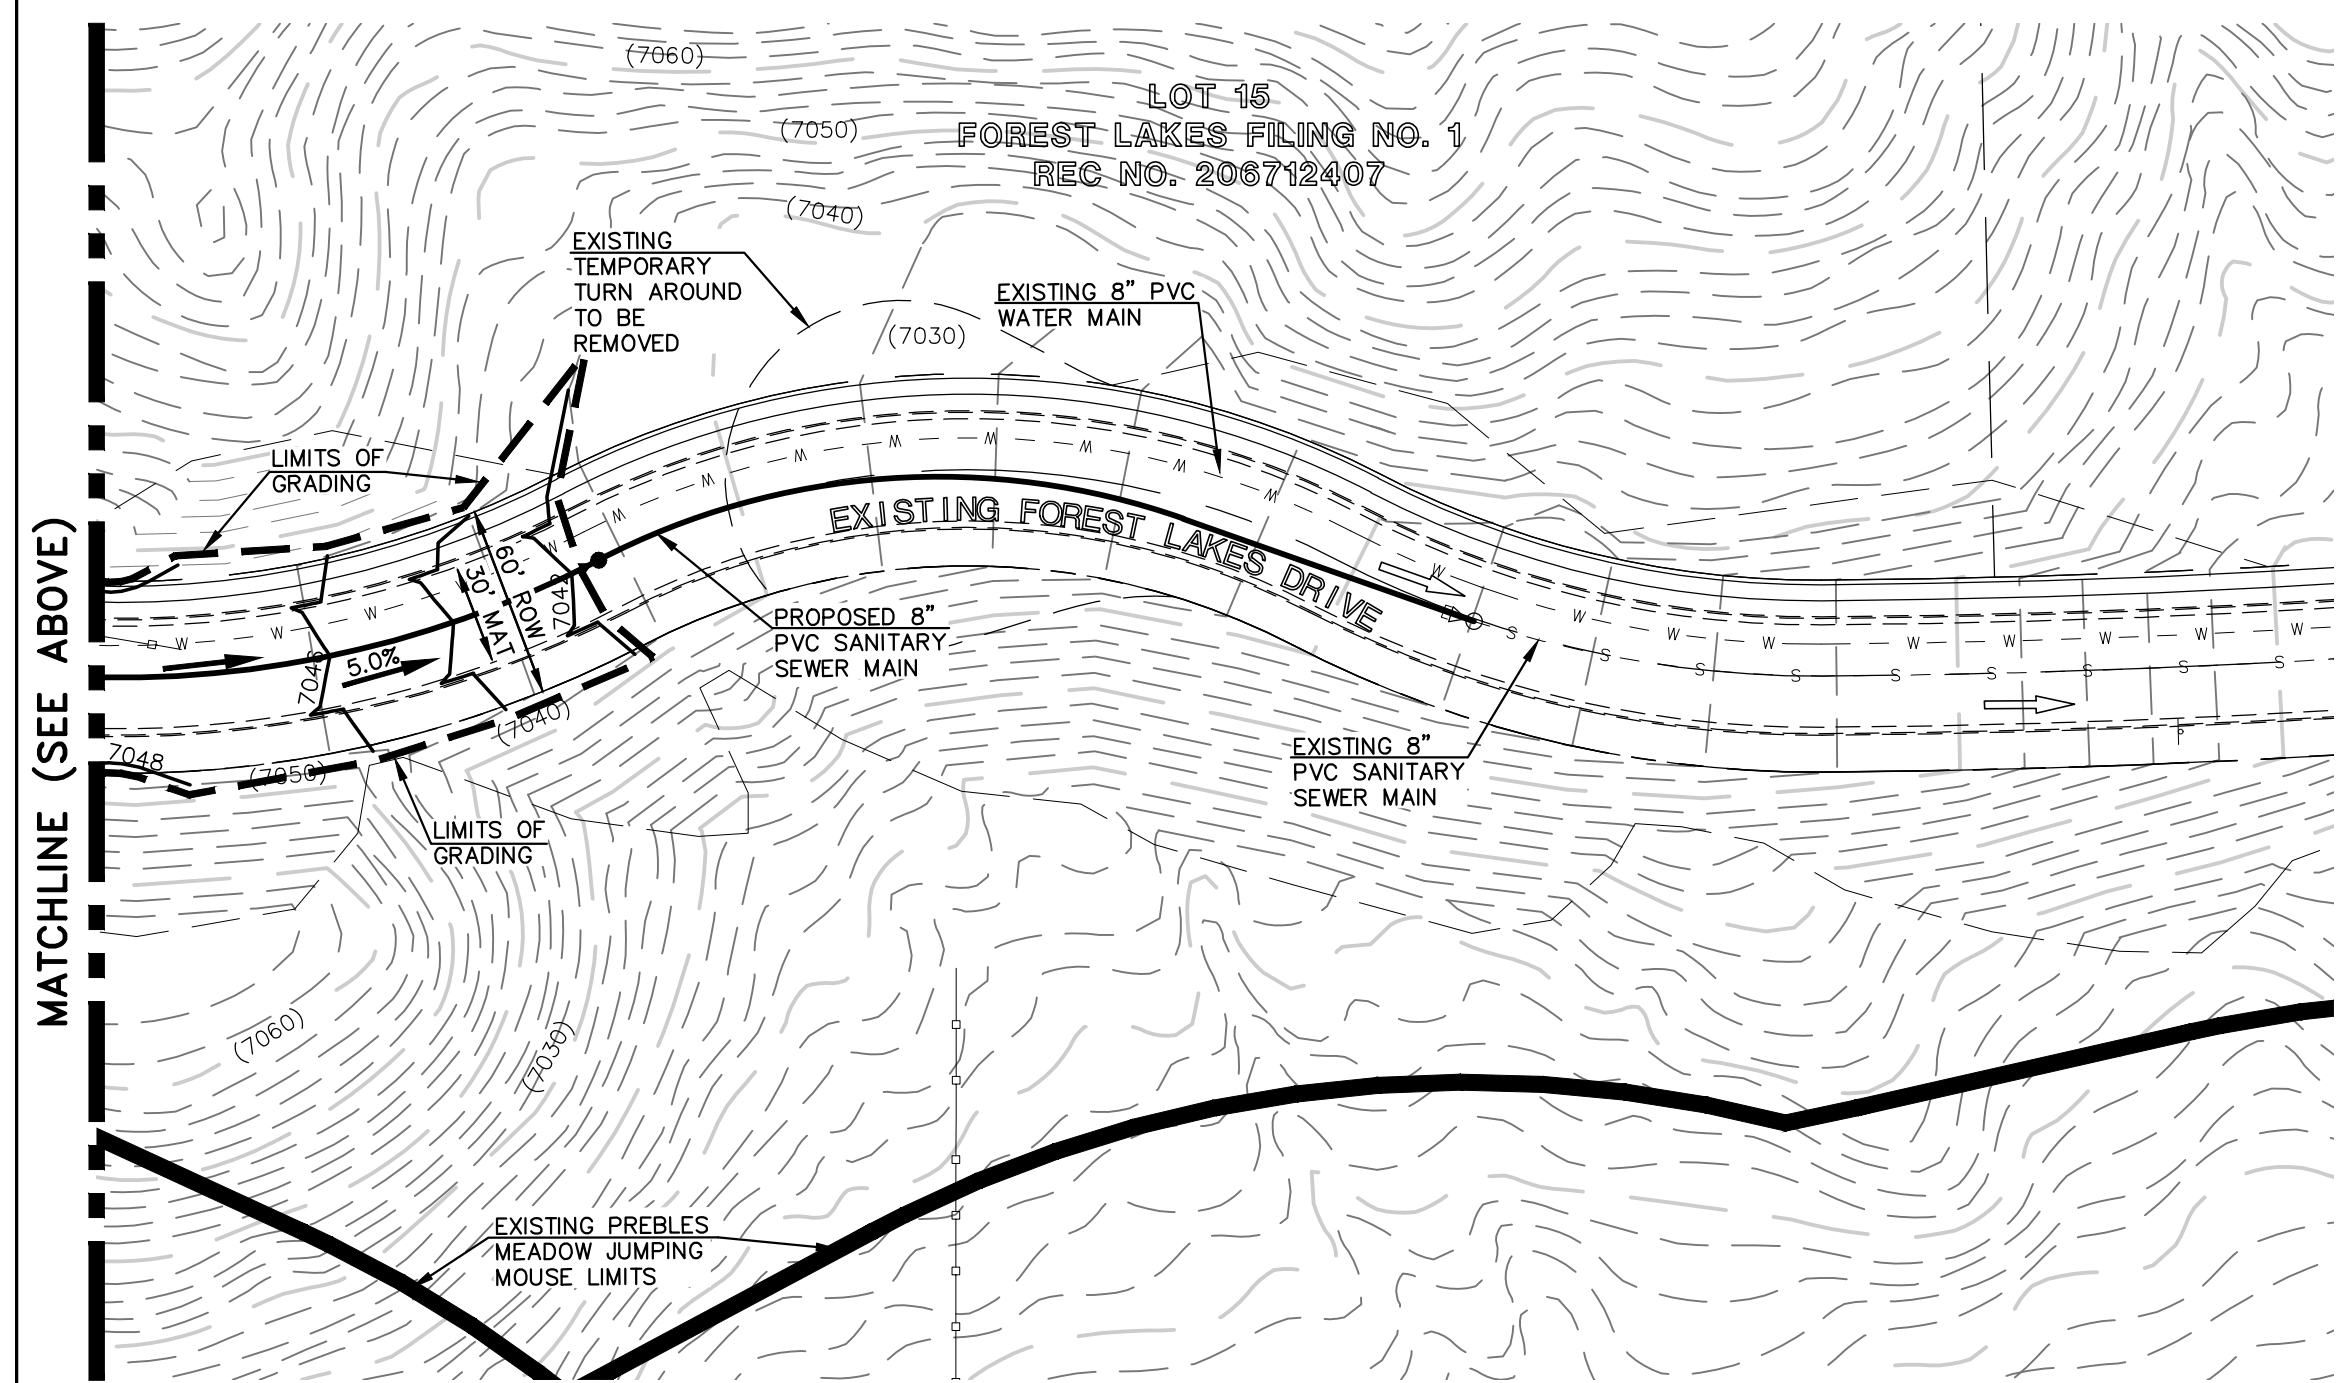 (7060)
LOT 15
FOREST LAKES FILING NO. 1
REC NO. 206712407
(7050)
(7040)
EXISTING
TEMPORARY
TURN AROUND
TO BE
REMOVED
EXISTING 8" PVC
WATER MAIN
(7030)
LIMITS OF
GRADING
EXISTING FOREST LAKES DRIVE
60' ROW
30' MAT
7042
7046
5.0%
PROPOSED 8"
PVC SANITARY
SEWER MAIN
(7040)
7048
(7050)
EXISTING 8"
PVC SANITARY
SEWER MAIN
LIMITS OF
GRADING
MATCHLINE (SEE ABOVE)
(7060)
(7030)
EXISTING PREBLES
MEADOW JUMPING
MOUSE LIMITS
W W W W W W W W W W W W W W W W W W W W
S S S S S S S S